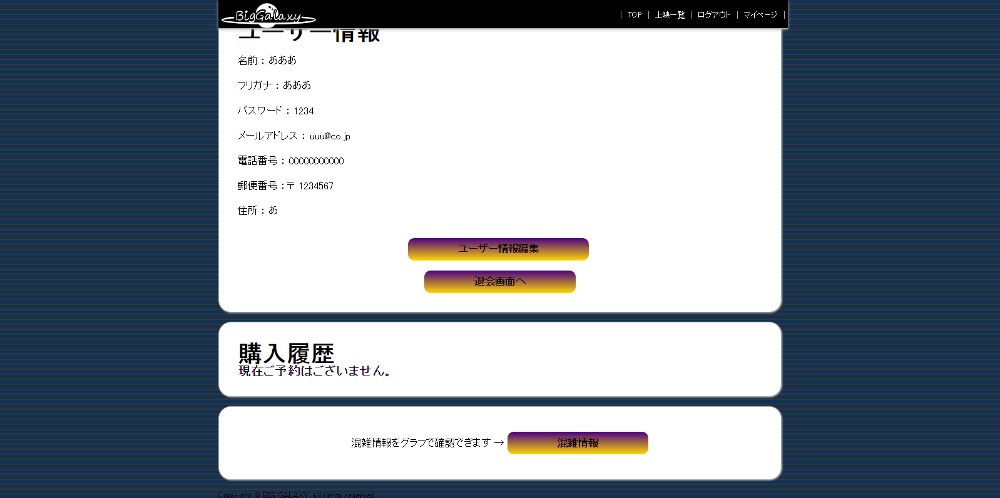 BigGalaxy
| TOP | 上映一覧 | ログアウト | マイページ |
ユーザー情報
名前：あああ
フリガナ：あああ
パスワード：1234
メールアドレス：uuu@co.jp
電話番号：00000000000
郵便番号：〒 1234567
住所：あ
ユーザー情報編集
退会画面へ
購入履歴
現在ご予約はございません。
混雑情報をグラフで確認できます → 混雑情報
Copyright © BIG GALAXY, all rights reserved.